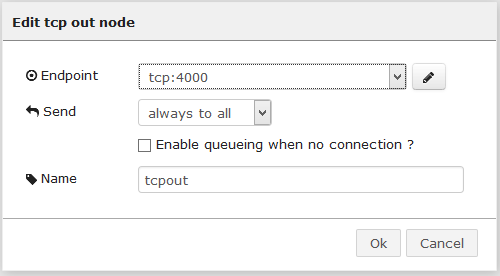 Edit tcp out node
Endpoint tcp:4000
Send always to all
Enable queueing when no connection ?
Name tcpout
Ok Cancel